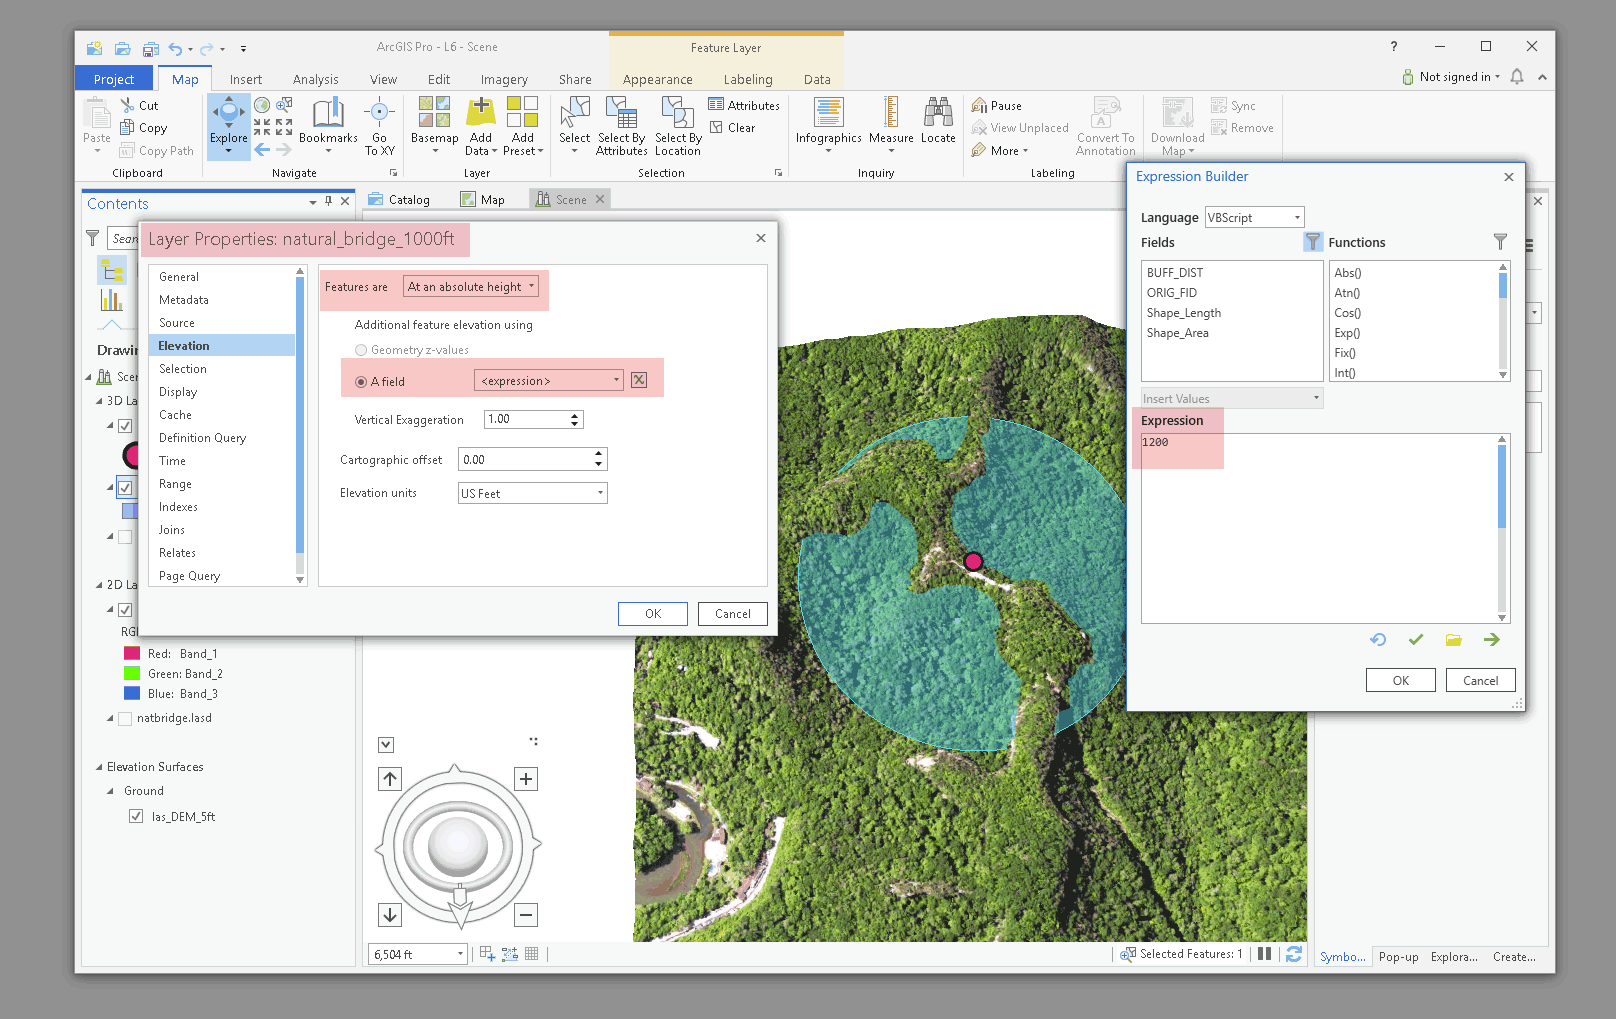 ArcGIS Pro - L6 - Scene
Feature Layer
?
Project
Map
Insert
Analysis
View
Edit
Imagery
Share
Appearance
Labeling
Data
Not signed in
Paste
Cut
Copy
Copy Path
Clipboard
Explore
Bookmarks
Go
To XY
Navigate
Basemap
Add
Data
Add
Preset
Layer
Select
Select By
Attributes
Select By
Location
Attributes
Clear
Selection
Infographics
Measure
Locate
Inquiry
Pause
View Unplaced
More
Convert To
Annotation
Labeling
Download
Map
Sync
Remove
Contents
Catalog
Map
Scene
Sear
Drawin
Scen
3D La
2D La
RG
Red: Band_1
Green: Band_2
Blue: Band_3
natbridge.lasd
Elevation Surfaces
Ground
las_DEM_5ft
Layer Properties: natural_bridge_1000ft
General
Metadata
Source
Elevation
Selection
Display
Cache
Definition Query
Time
Range
Indexes
Joins
Relates
Page Query
Features are
At an absolute height
Additional feature elevation using
Geometry z-values
A field
<expression>
Vertical Exaggeration
1.00
Cartographic offset
0.00
Elevation units
US Feet
OK
Cancel
Expression Builder
Language
VBScript
Fields
Functions
BUFF_DIST
ORIG_FID
Shape_Length
Shape_Area
Abs()
Atn()
Cos()
Exp()
Fix()
Int()
Insert Values
Expression
1200
OK
Cancel
6,504 ft
Selected Features: 1
Symbo...
Pop-up
Explora...
Create...